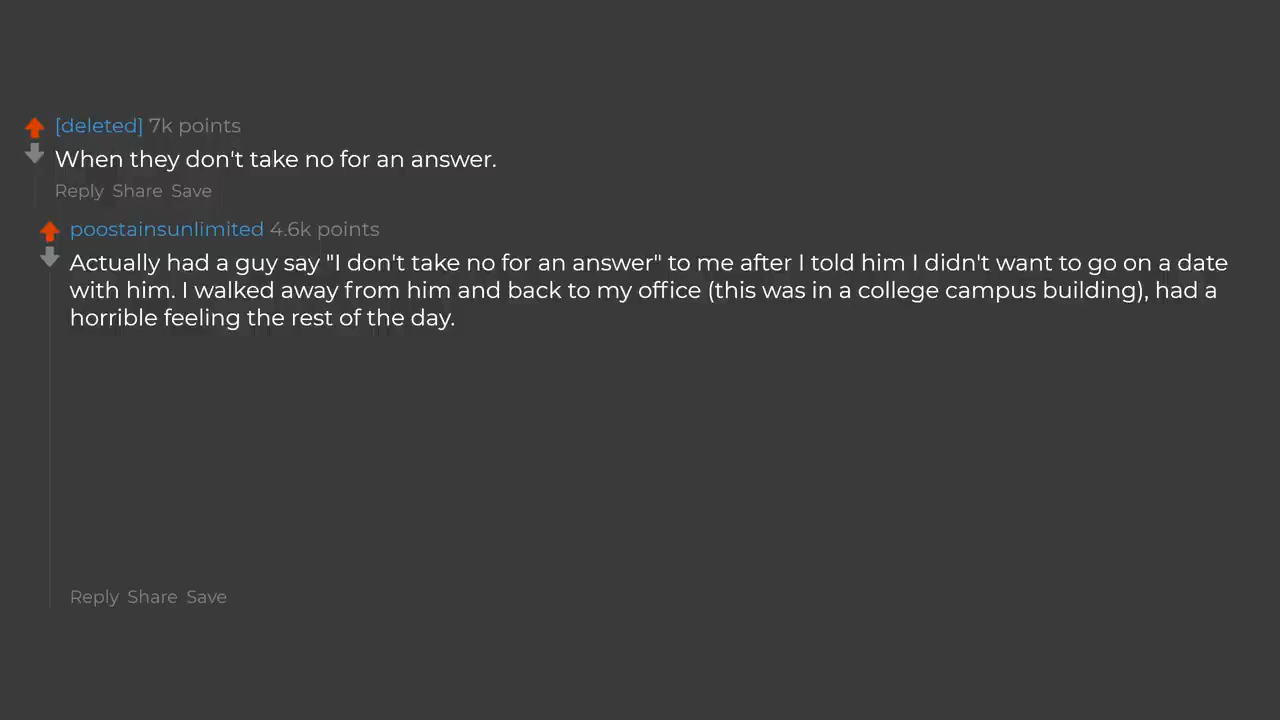 [deleted] 7k points
When they don't take no for an answer.
Reply Share Save
poostainsunlimited 4.6k points
Actually had a guy say "I don't take no for an answer" to me after I told him I didn't want to go on a date
with him. I walked away from him and back to my office (this was in a college campus building), had a
horrible feeling the rest of the day.
Reply Share Save